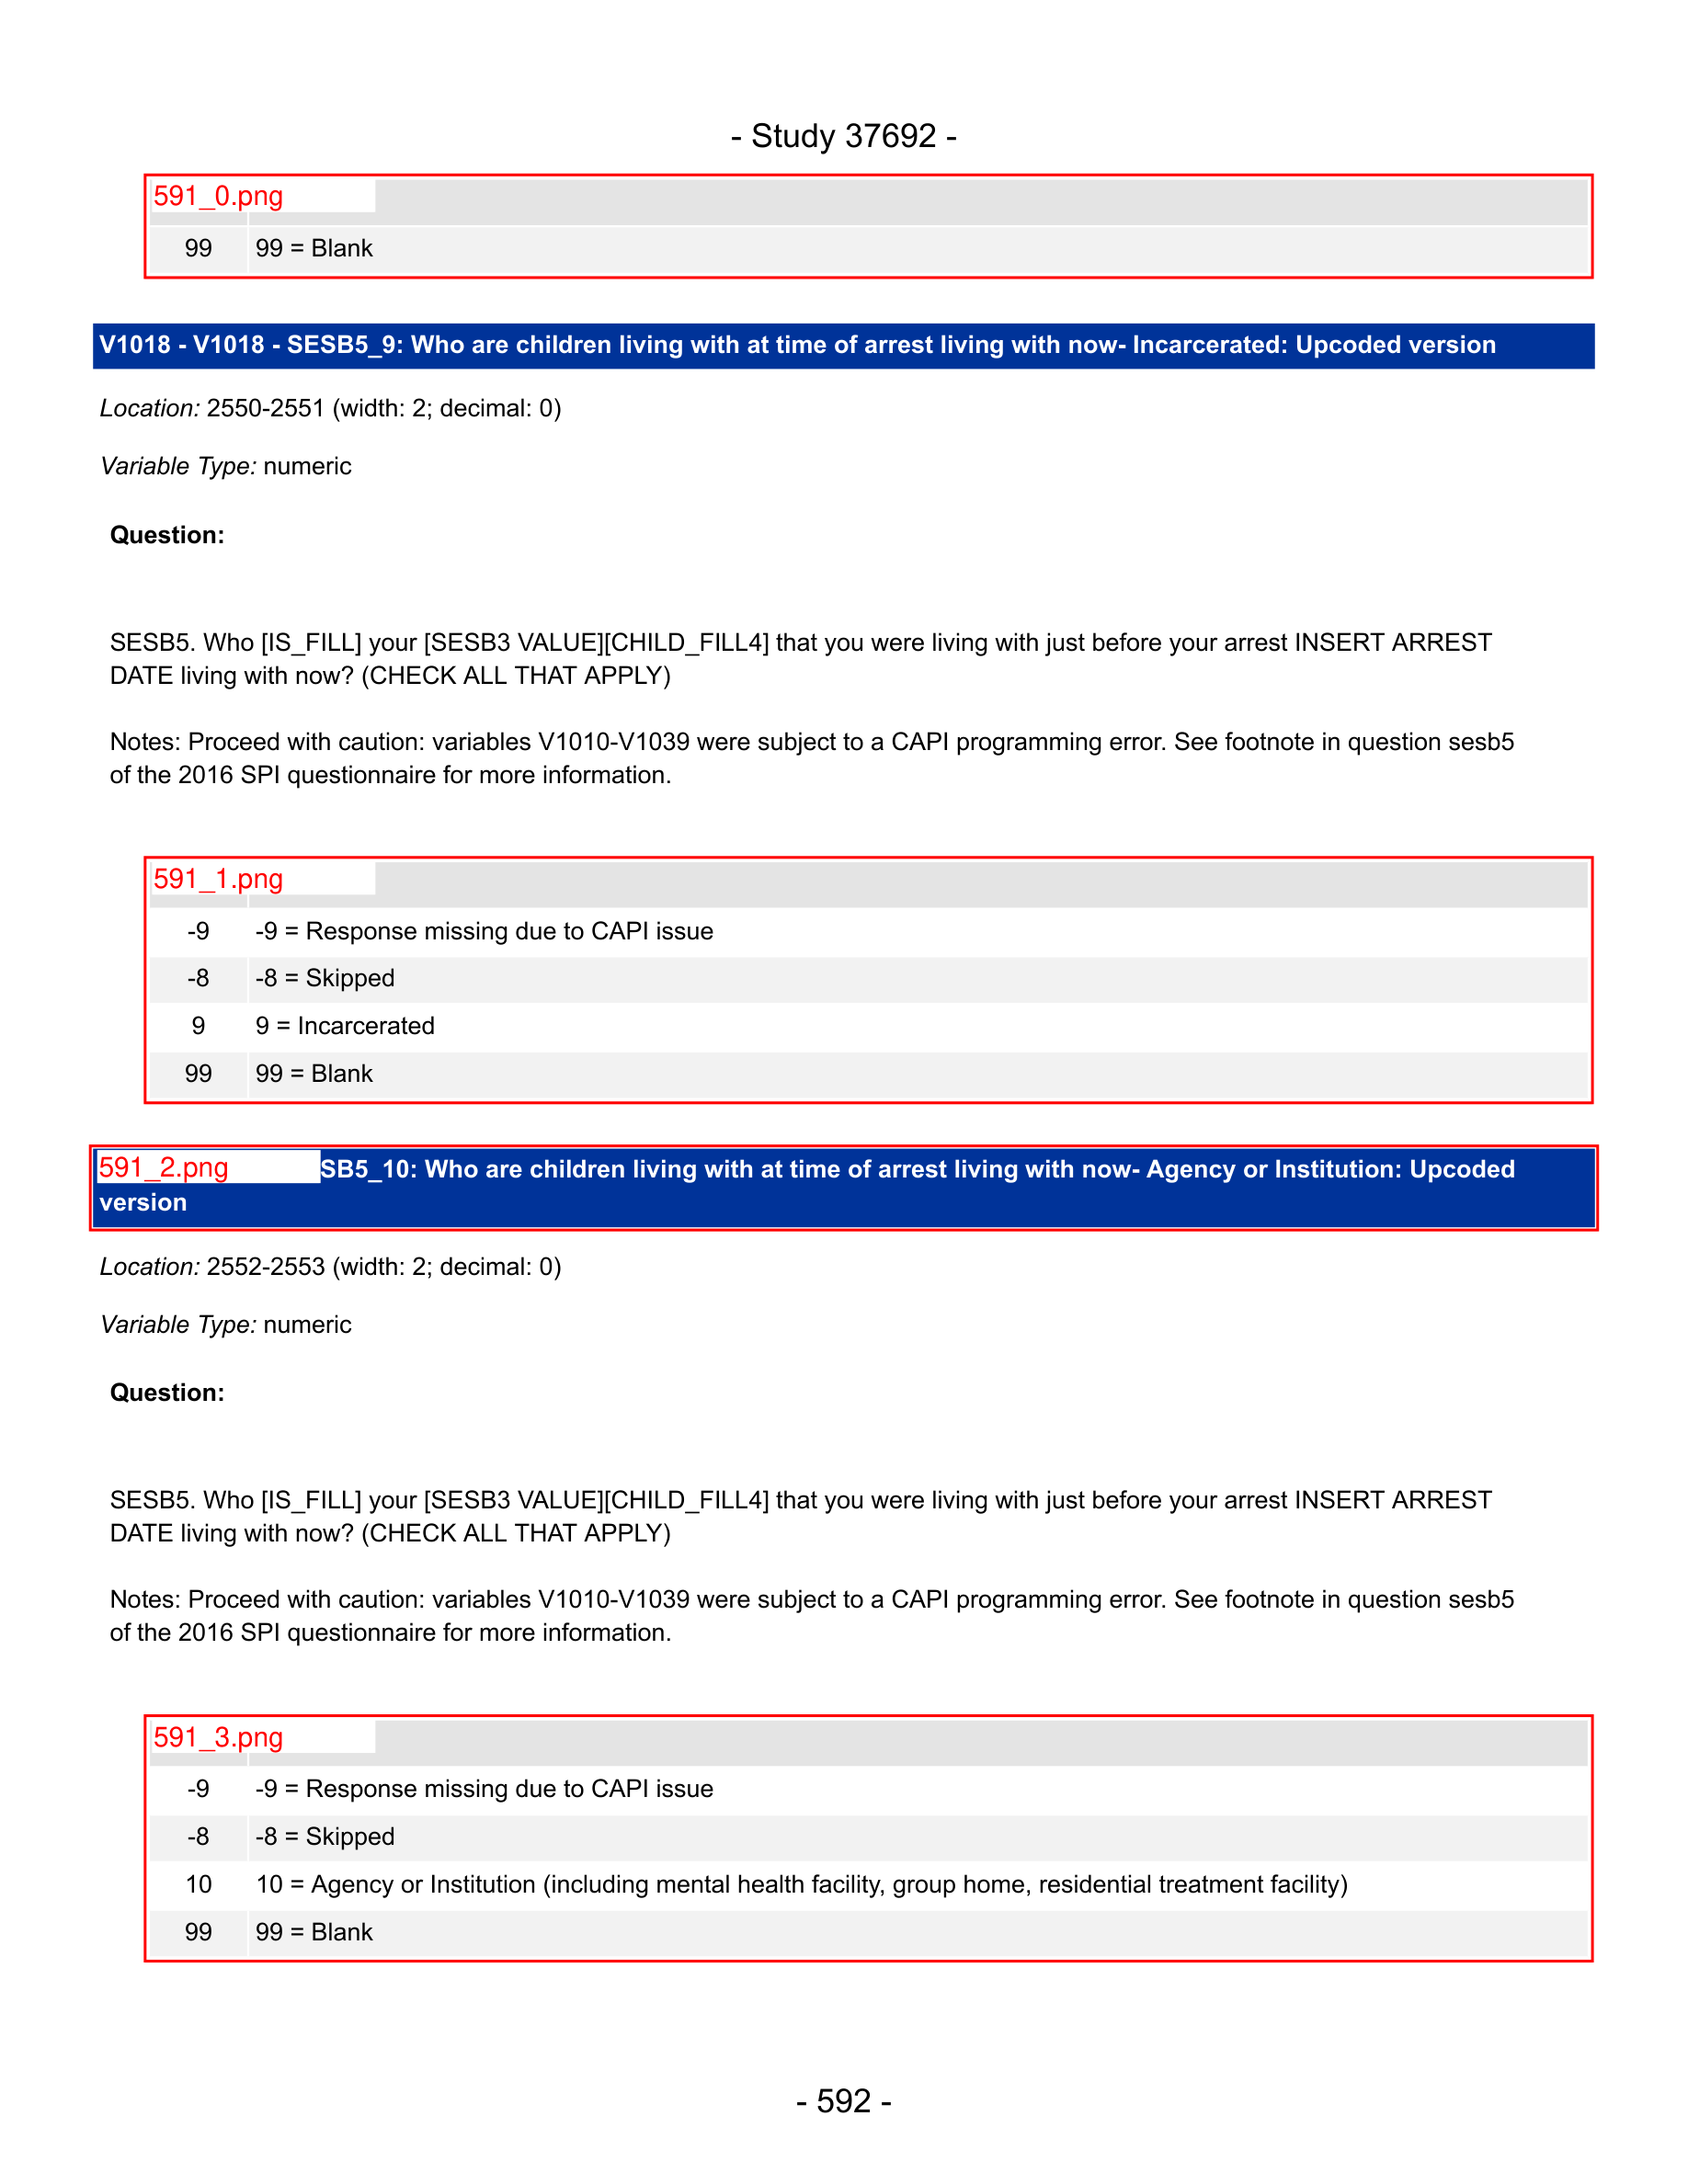 - Study 37692 -
591_0.png
99 99 = Blank
V1018 - V1018 - SESB5_9: Who are children living with at time of arrest living with now- Incarcerated: Upcoded version
Location: 2550-2551 (width: 2; decimal: 0)
Variable Type: numeric
Question:
SESB5. Who [IS_FILL] your [SESB3 VALUE][CHILD_FILL4] that you were living with just before your arrest INSERT ARREST
DATE living with now? (CHECK ALL THAT APPLY)
Notes: Proceed with caution: variables V1010-V1039 were subject to a CAPI programming error. See footnote in question sesb5
of the 2016 SPI questionnaire for more information.
591_1.png
-9 -9 = Response missing due to CAPI issue
-8 -8 = Skipped
9 9 = Incarcerated
99 99 = Blank
591_2.png SB5_10: Who are children living with at time of arrest living with now- Agency or Institution: Upcoded
version
Location: 2552-2553 (width: 2; decimal: 0)
Variable Type: numeric
Question:
SESB5. Who [IS_FILL] your [SESB3 VALUE][CHILD_FILL4] that you were living with just before your arrest INSERT ARREST
DATE living with now? (CHECK ALL THAT APPLY)
Notes: Proceed with caution: variables V1010-V1039 were subject to a CAPI programming error. See footnote in question sesb5
of the 2016 SPI questionnaire for more information.
591_3.png
-9 -9 = Response missing due to CAPI issue
-8 -8 = Skipped
10 10 = Agency or Institution (including mental health facility, group home, residential treatment facility)
99 99 = Blank
- 592 -